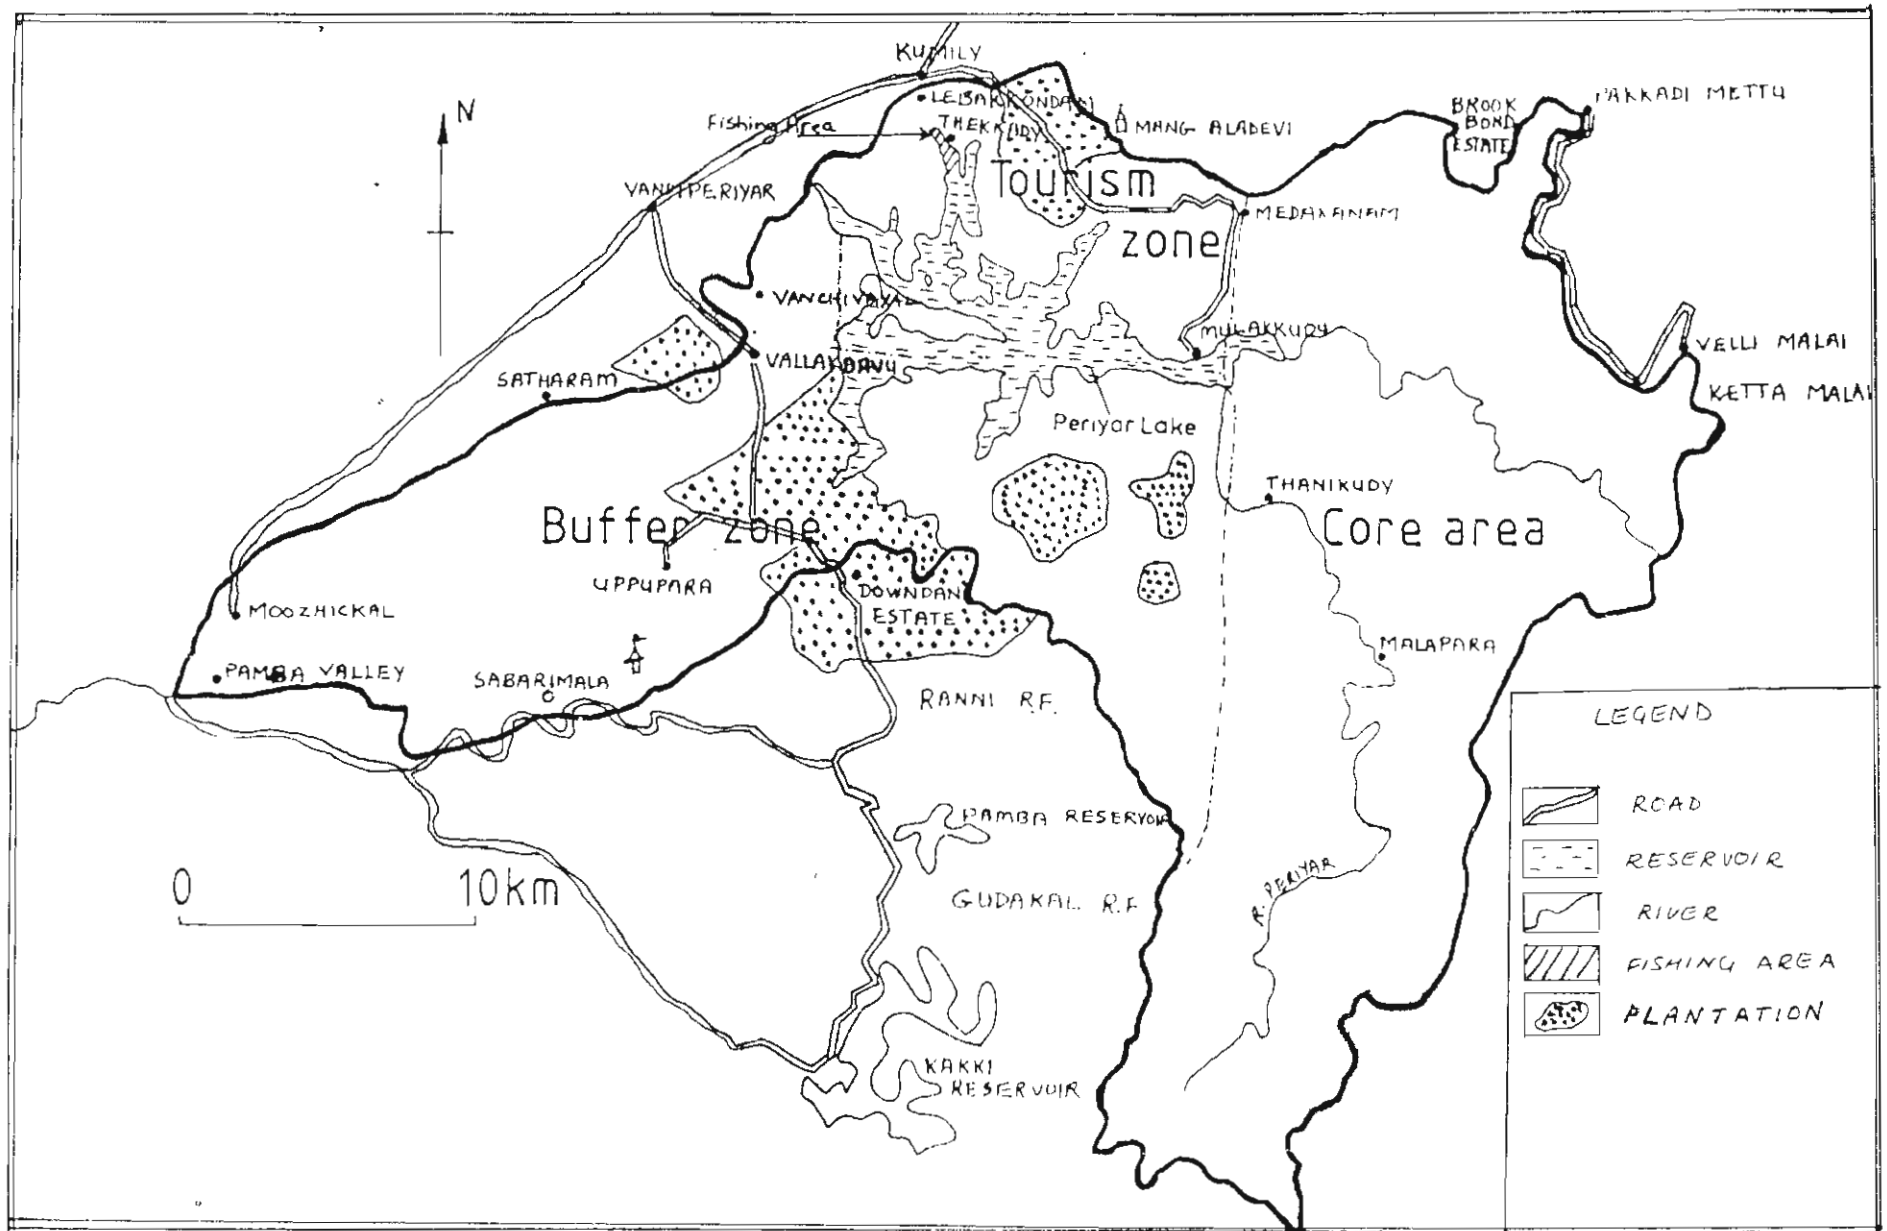 KUMILY
N
LEBAKKONDAM
Fishing Area
THEKKADY
MANG ALADEVI
BROOK
BOND
ESTATE
PAKKADI METTU
VANDIPERIYAR
Tourism
zone
MEDAKANAM
VANCHIVAYAL
MULAKKUDY
VALLAKDAVU
VELLI MALAI
SATHARAM
KETTA MALAI
Periyar Lake
THANIKUDY
Buffer zone
Core area
UPPUPARA
DOWNDAN
ESTATE
MOOZHICKAL
MALAPARA
PAMBA VALLEY
SABARIMALA
RANNI R.F.
PAMBA RESERVOIR
R. PERIYAR
0 10km
GUDAKAL R.F
KAKKI
RESERVOIR
LEGEND
ROAD
RESERVOIR
RIVER
FISHING AREA
PLANTATION